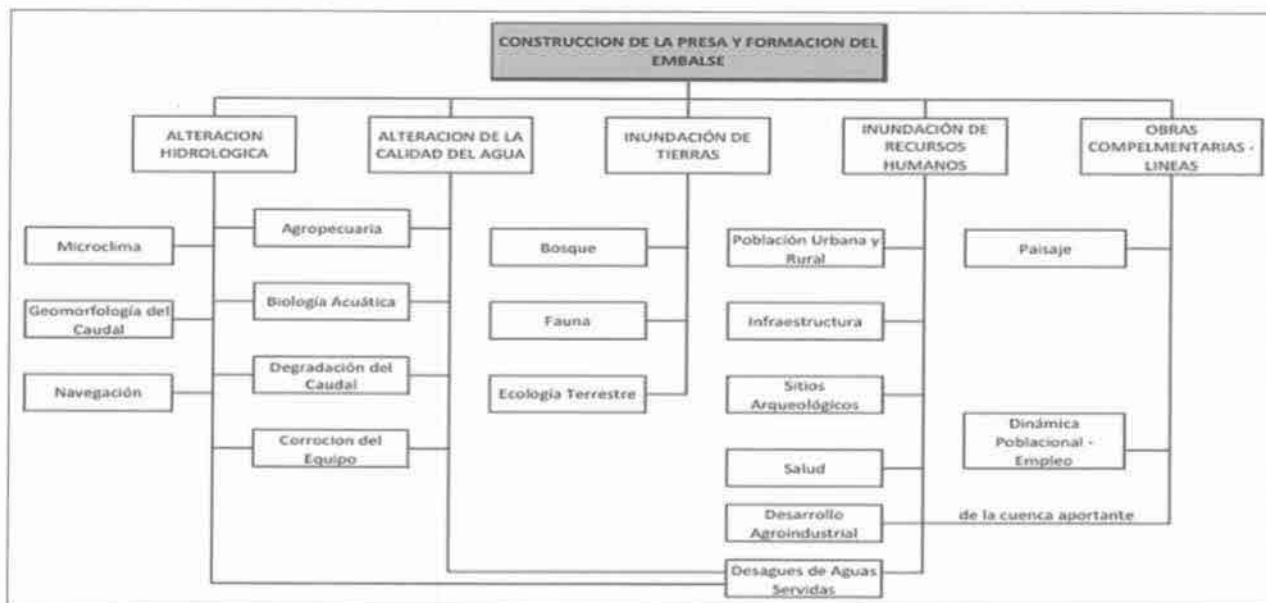 CONSTRUCCION DE LA PRESA Y FORMACION DEL
EMBALSE
ALTERACION
HIDROLOGICA
ALTERACION DE LA
CALIDAD DEL AGUA
INUNDACIÓN DE
TIERRAS
INUNDACIÓN DE
RECURSOS
HUMANOS
OBRAS
COMPELMENTARIAS -
LINEAS
Microclima
Geomorfología del
Caudal
Navegación
Agropecuaria
Biología Acuática
Degradación del
Caudal
Corrocion del
Equipo
Bosque
Fauna
Ecología Terrestre
Población Urbana y
Rural
Infraestructura
Sitios
Arqueológicos
Salud
Desarrollo
Agroindustrial
Desagues de Aguas
Servidas
Paisaje
Dinámica
Poblacional -
Empleo
de la cuenca aportante